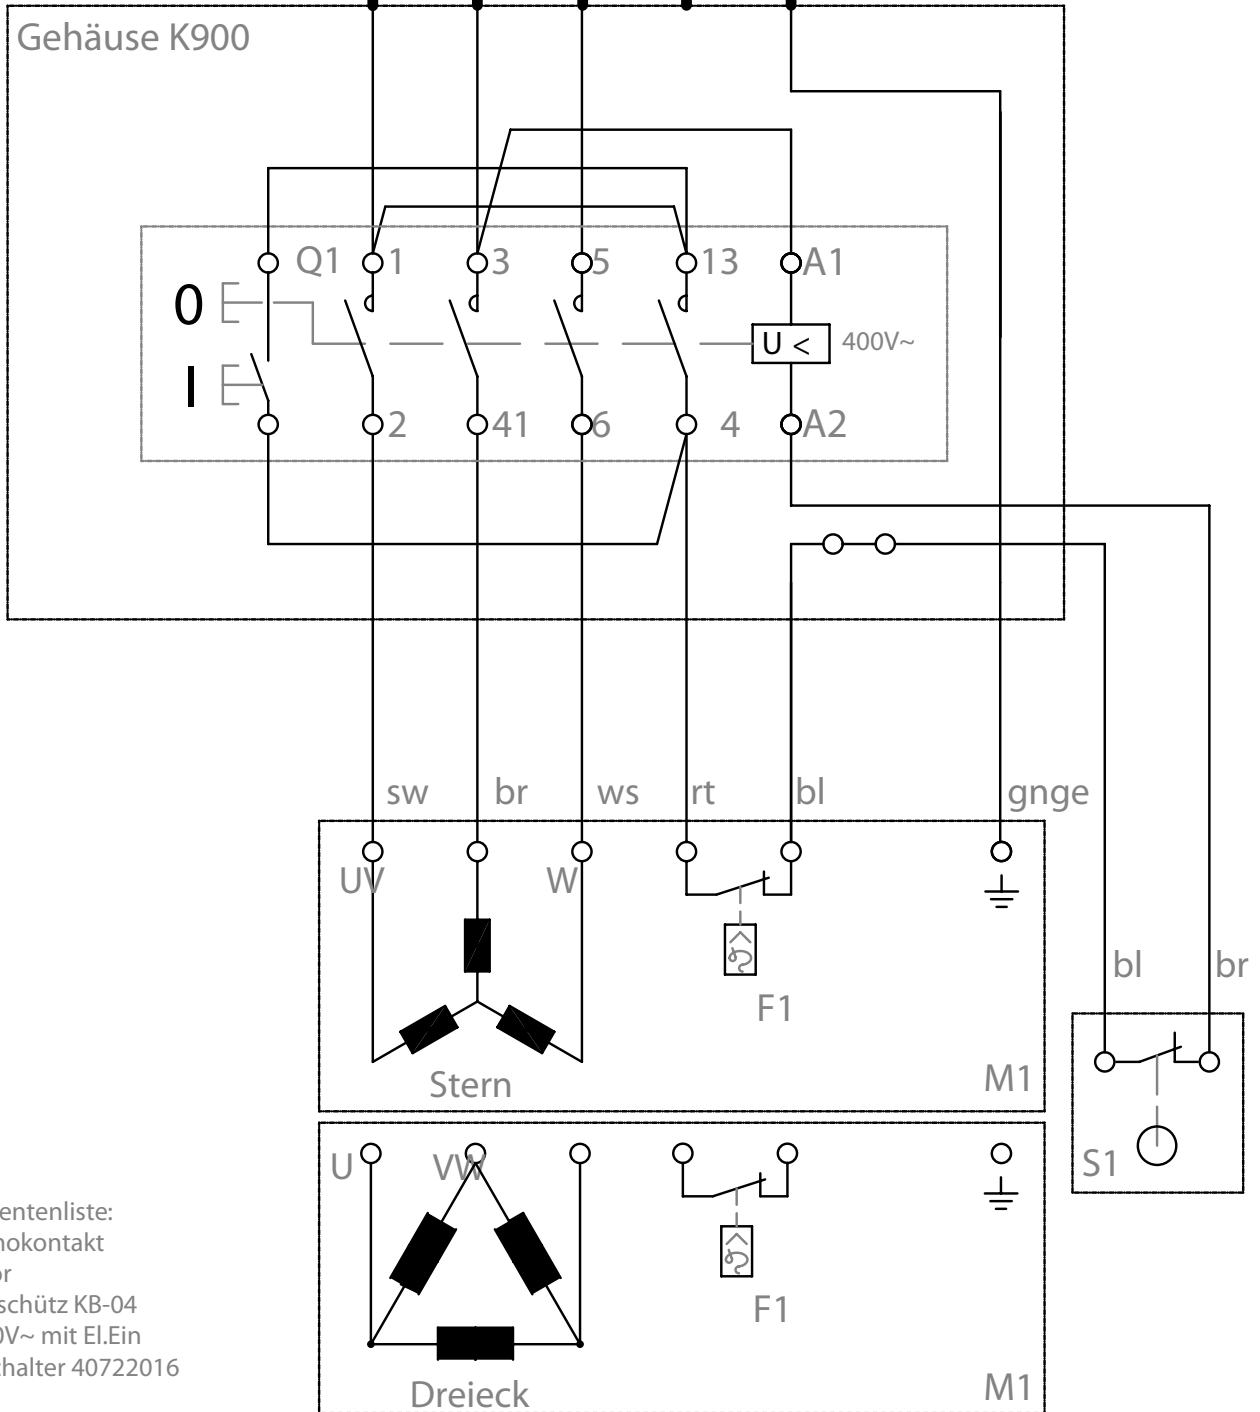 Gehäuse K900
Q1 1 3 5 13 A1
0
U < 400V~
I
2 41 6 4 A2
sw br ws rt bl gnge
UV W
bl br
F1
Stern M1
S1
U VW
entenliste:
nokontakt
or
schütz KB-04
0V~ mit El.Ein
chalter 40722016
F1
Dreieck M1